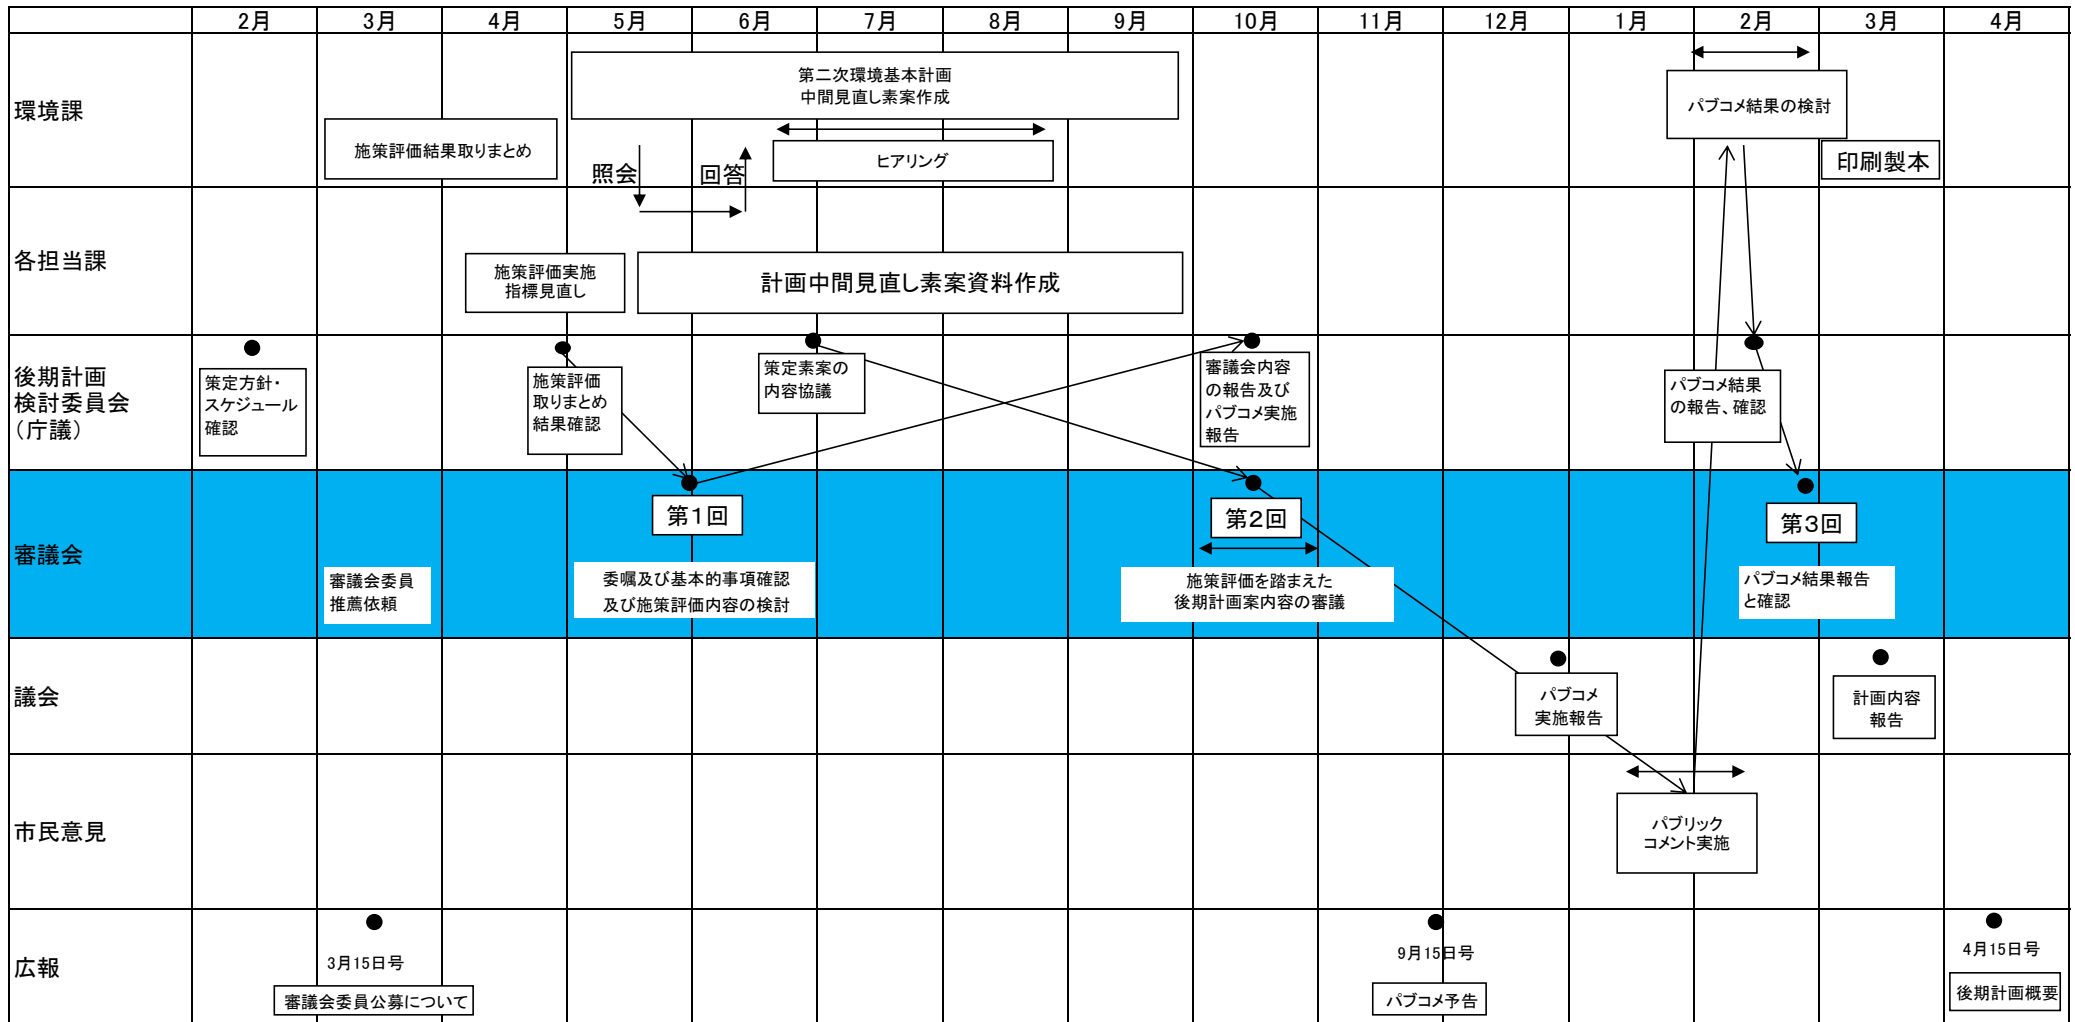 2月 3月 4月 5月 6月 7月 8月 9月 10月 11月 12月 1月 2月 3月 4月
環境課
第二次環境基本計画
中間見直し素案作成
パブコメ結果の検討
施策評価結果取りまとめ
ヒアリング
印刷製本
照会
回答
各担当課
施策評価実施
指標見直し
計画中間見直し素案資料作成
後期計画
検討委員会
（庁議）
策定方針・
スケジュール
確認
施策評価
取りまとめ
結果確認
策定素案の
内容協議
審議会内容
の報告及び
パブコメ実施
報告
パブコメ結果
の報告、確認
審議会
第1回
第2回
第3回
審議会委員
推薦依頼
委嘱及び基本的事項確認
及び施策評価内容の検討
施策評価を踏まえた
後期計画案内容の審議
パブコメ結果報告
と確認
議会
パブコメ
実施報告
計画内容
報告
市民意見
パブリック
コメント実施
広報
3月15日号
審議会委員公募について
9月15日号
パブコメ予告
4月15日号
後期計画概要